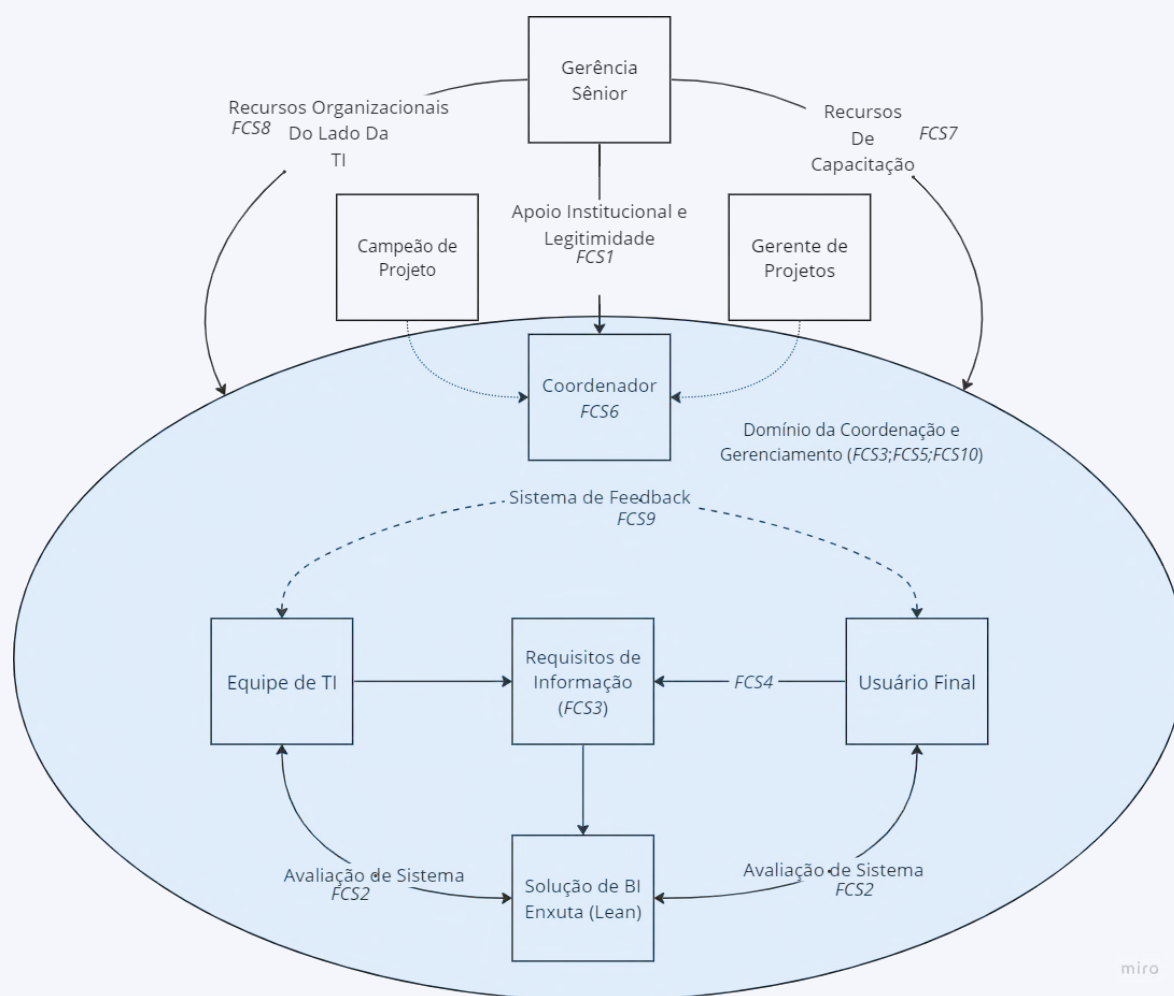 Gerência
Sênior
Recursos Organizacionais
FCS8 Do Lado Da
TI
Recursos
De FCS7
Capacitação
Apoio Institucional e
Legitimidade
FCS1
Campeão de
Projeto
Gerente de
Projetos
Coordenador
FCS6
Domínio da Coordenação e
Gerenciamento (FCS3;FCS5;FCS10)
Sistema de Feedback
FCS9
Equipe de TI
Requisitos de
Informação
(FCS3)
FCS4
Usuário Final
Avaliação de Sistema
FCS2
Solução de BI
Enxuta (Lean)
Avaliação de Sistema
FCS2
miro